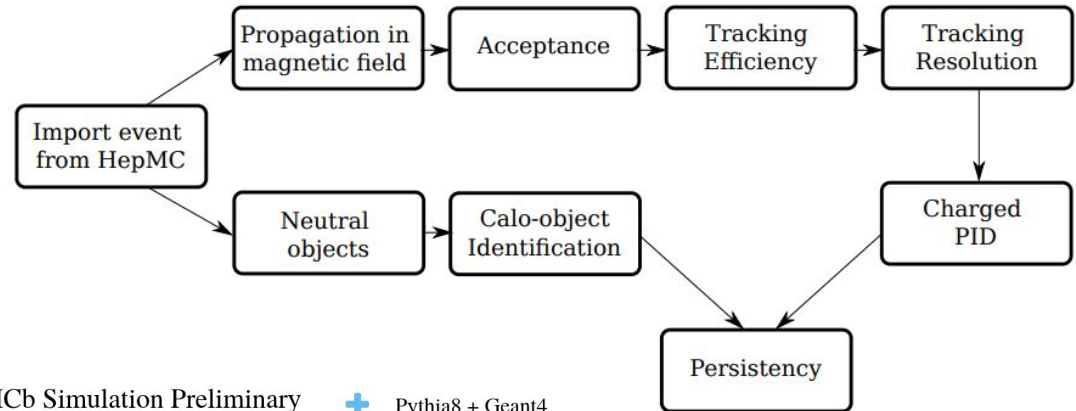 Propagation in
magnetic field
Acceptance
Tracking
Efficiency
Tracking
Resolution
Import event
from HepMC
Neutral
objects
Calo-object
Identification
Charged
PID
Persistency
Simulation Preliminary
Pythia8 + Geant4